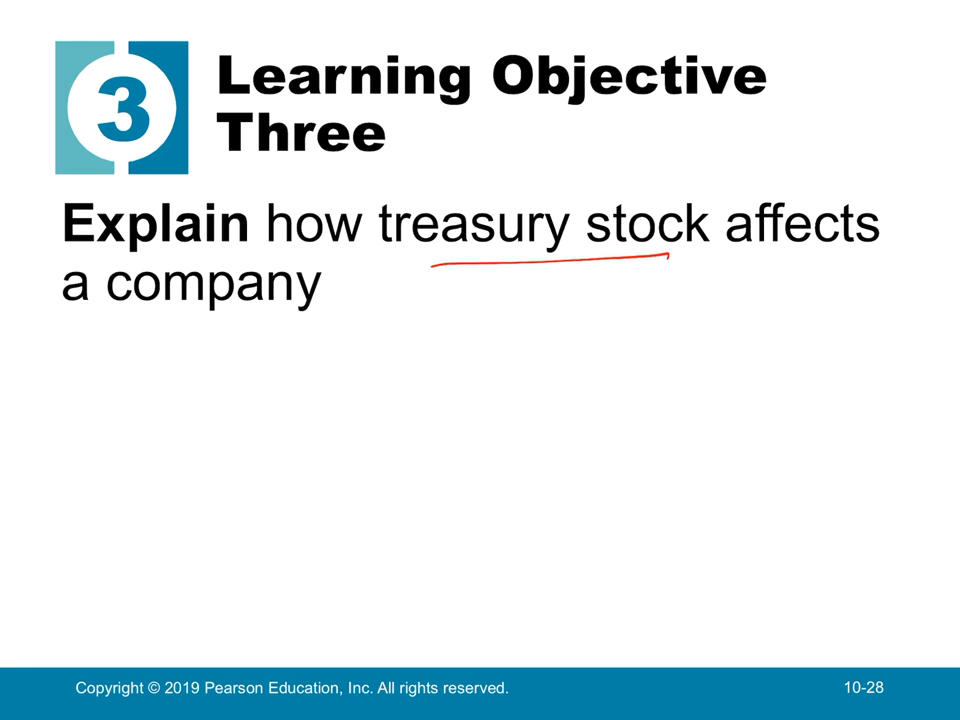 3
Learning Objective
Three
Explain how treasury stock affects
a company
Copyright © 2019 Pearson Education, Inc. All rights reserved.
10-28